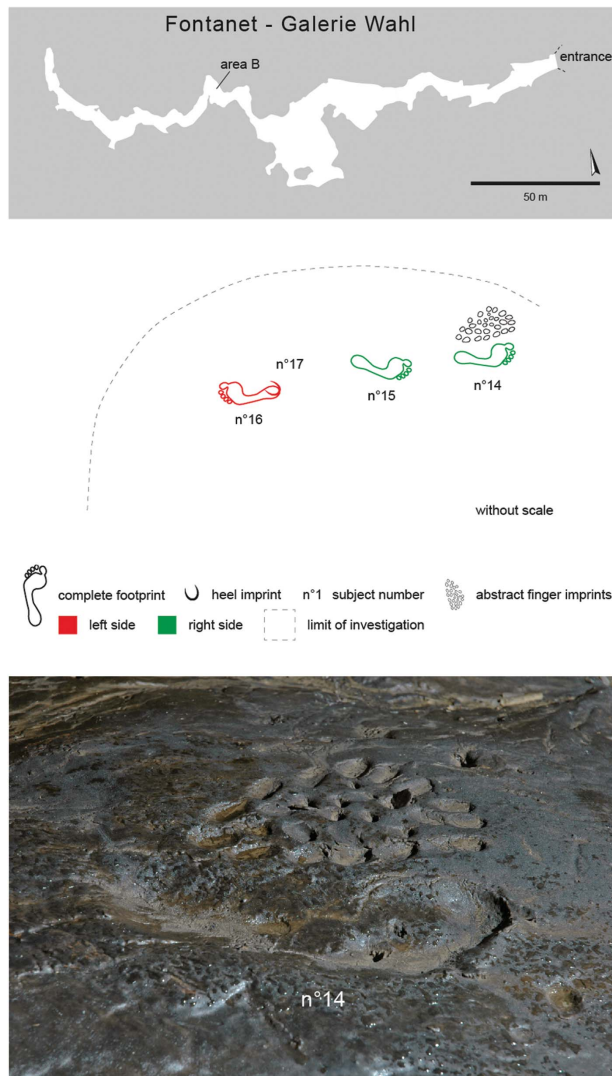 Fontanet - Galerie Wahl
area B
entrance
50 m
n°17
n°16
n°15
n°14
without scale
complete footprint
heel imprint
n°1 subject number
abstract finger imprints
left side
right side
limit of investigation
n°14